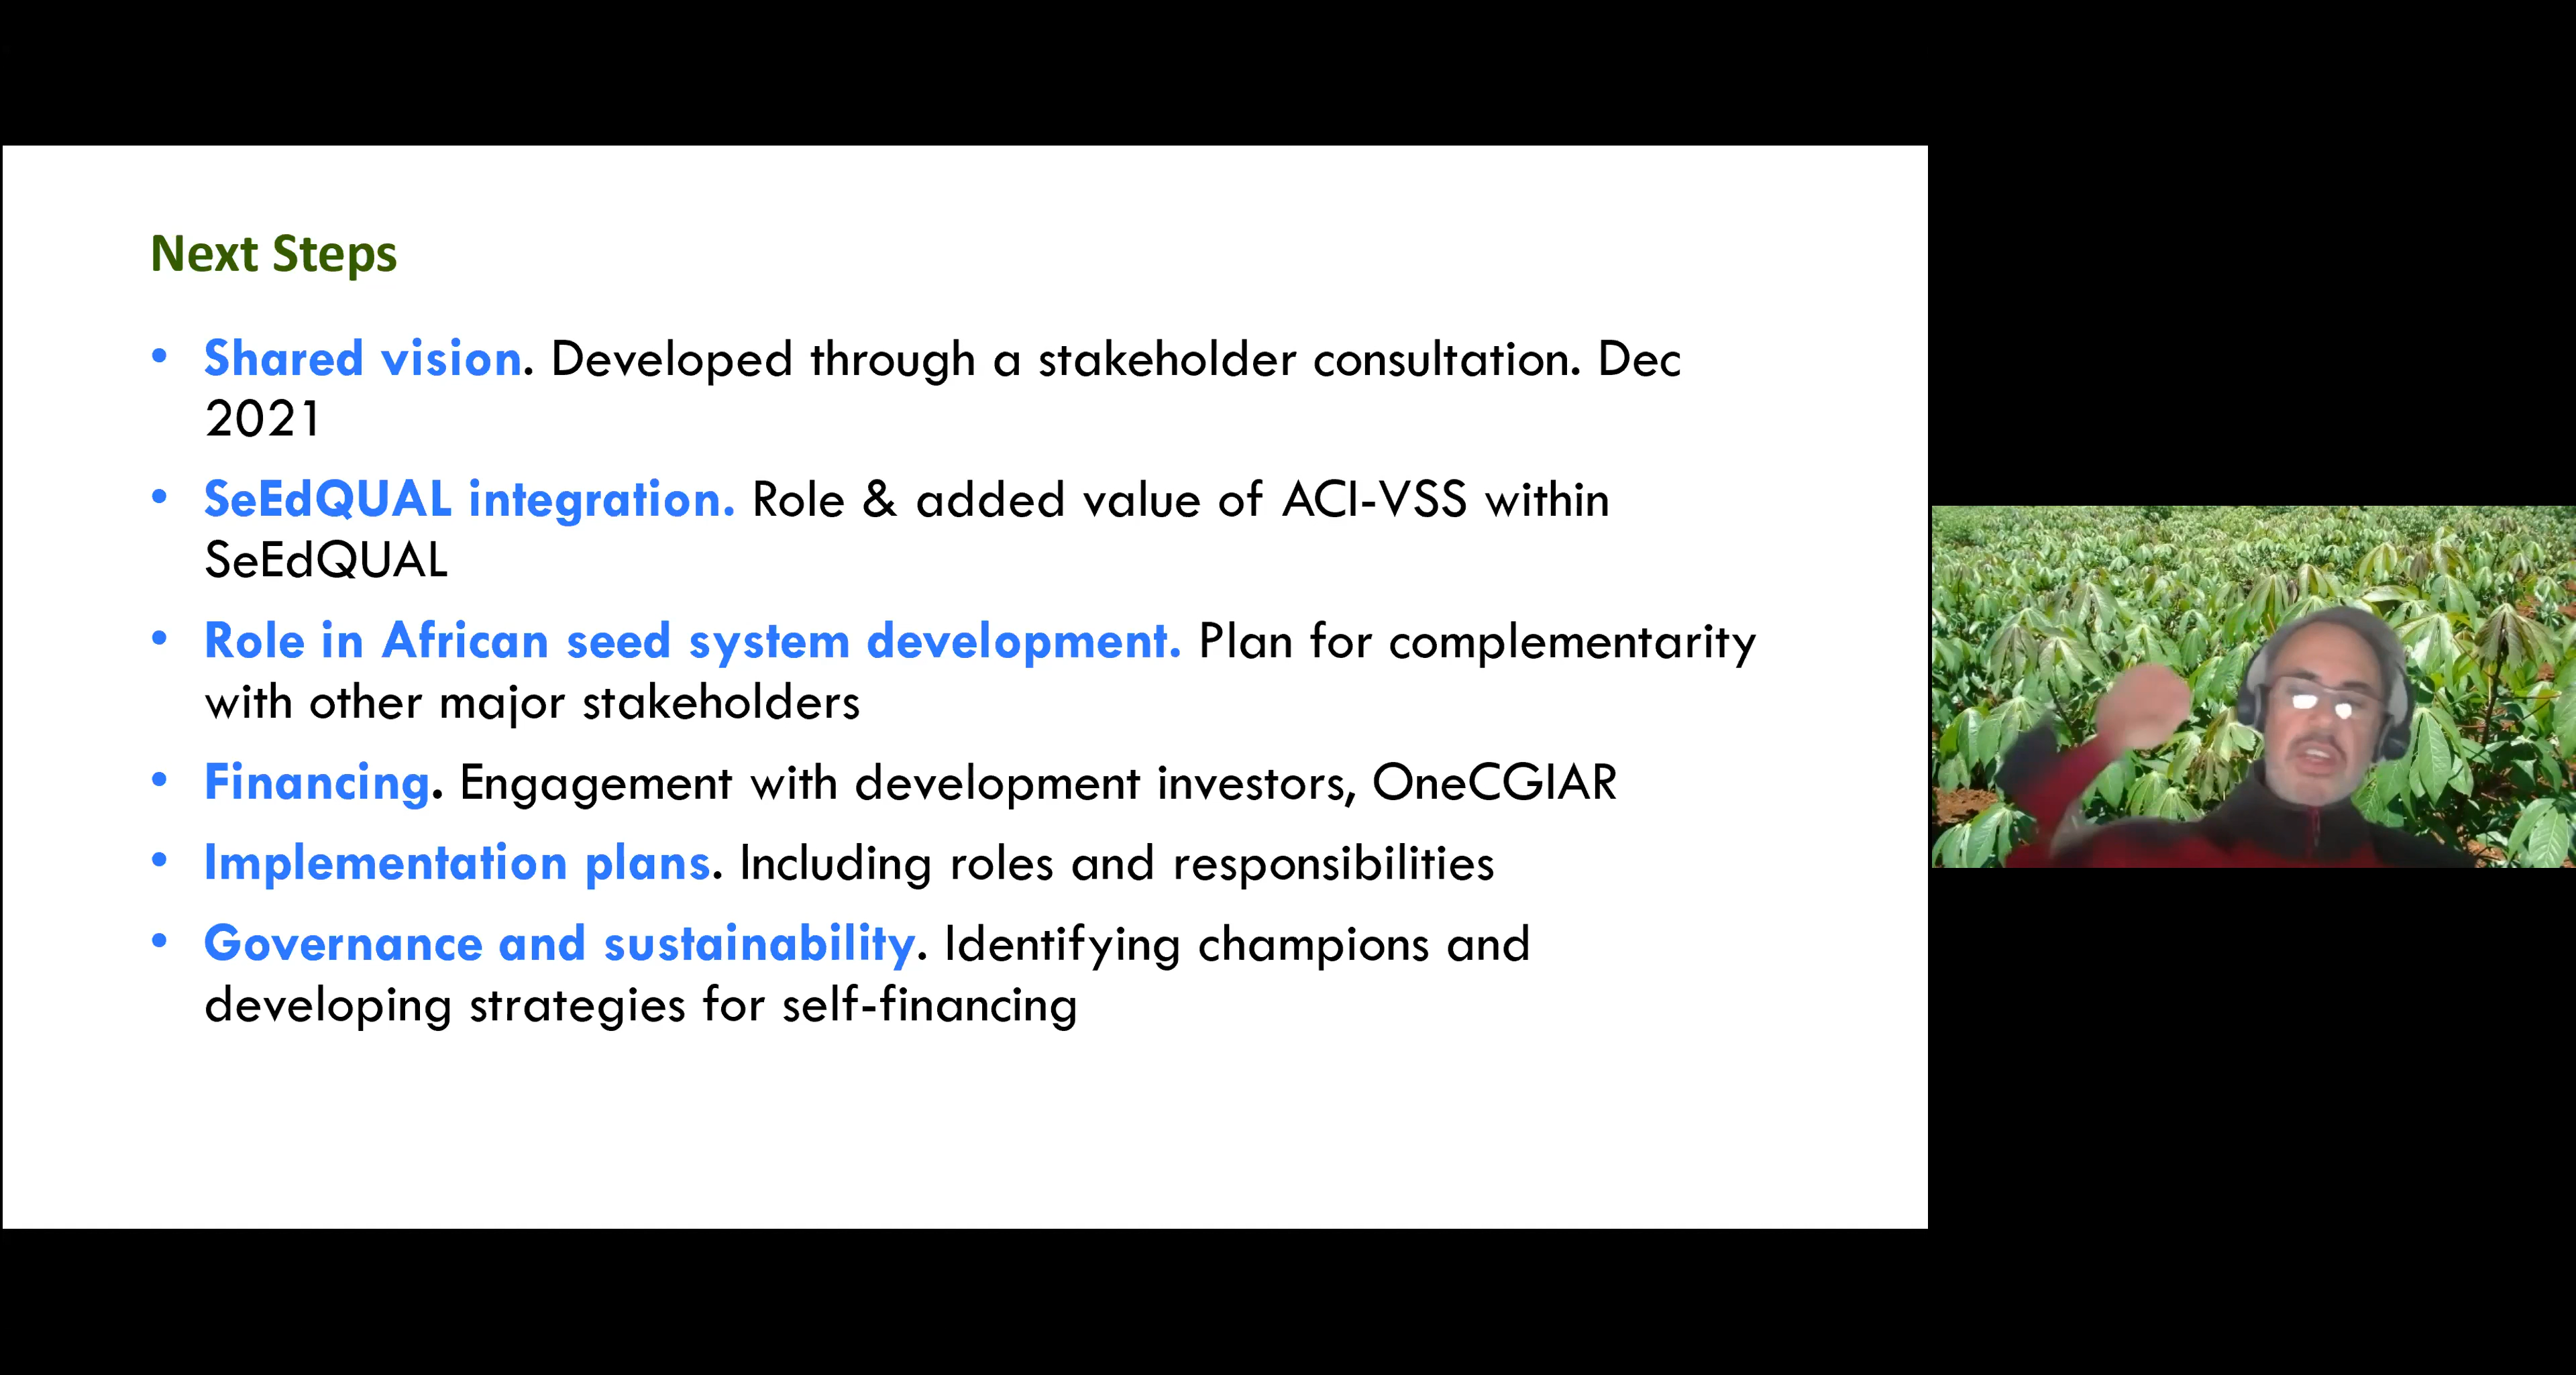 Next Steps
• Shared vision. Developed through a stakeholder consultation. Dec
2021
• SeEdQUAL integration. Role & added value of ACI-VSS within
SeEdQUAL
• Role in African seed system development. Plan for complementarity
with other major stakeholders
• Financing. Engagement with development investors, OneCGIAR
• Implementation plans. Including roles and responsibilities
• Governance and sustainability. Identifying champions and
developing strategies for self-financing